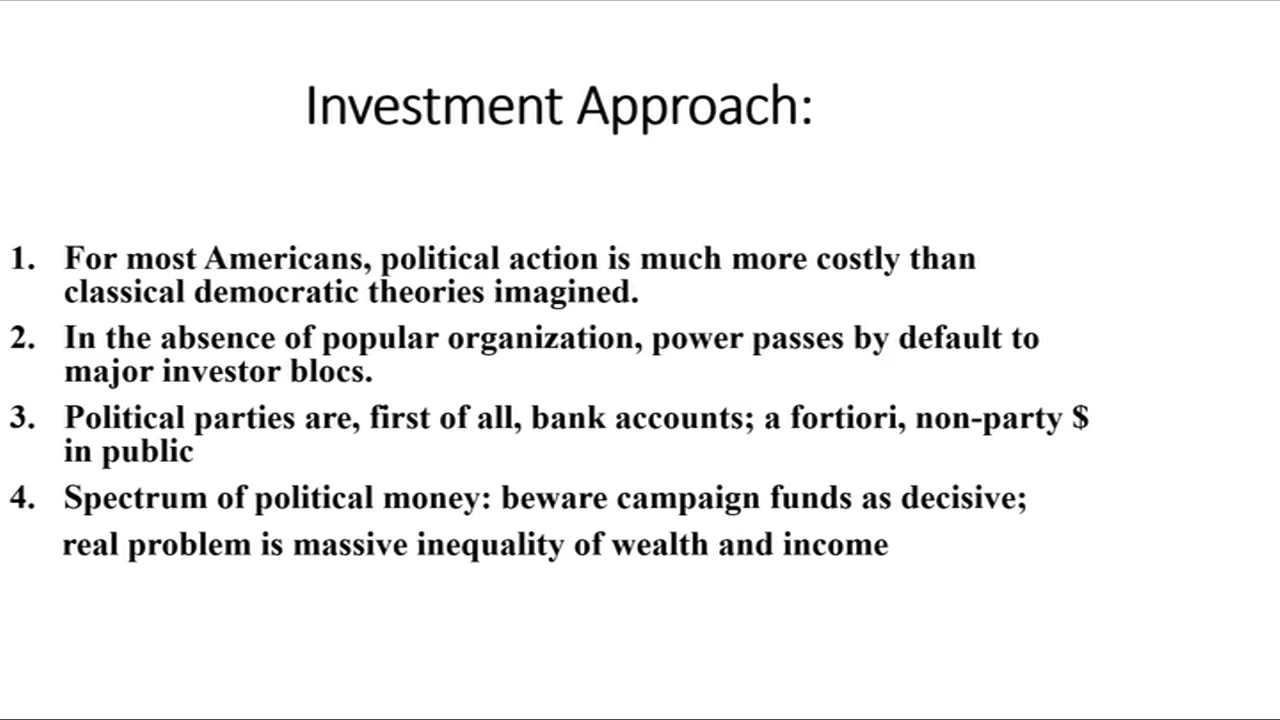 Investment Approach:
1. For most Americans, political action is much more costly than
classical democratic theories imagined.
2. In the absence of popular organization, power passes by default to
major investor blocs.
3. Political parties are, first of all, bank accounts; a fortiori, non-party $
in public
4. Spectrum of political money: beware campaign funds as decisive;
real problem is massive inequality of wealth and income